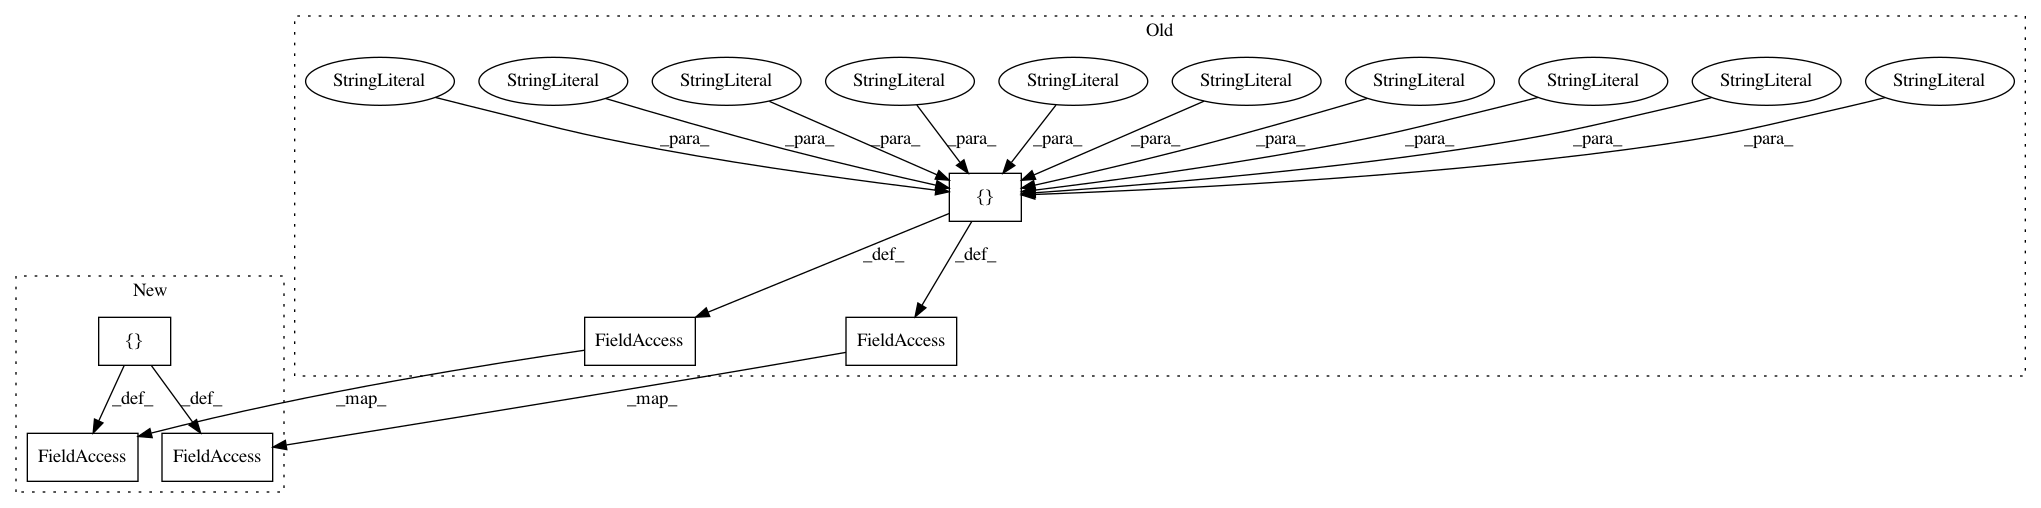 Old
StringLiteral StringLiteral StringLiteral StringLiteral StringLiteral StringLiteral StringLiteral StringLiteral StringLiteral StringLiteral
_para_ _para_ _para_ _para_ _para_ _para_ _para_ _para_ _para_ _para_
{}
_def_ _def_
New
{} FieldAccess FieldAccess
_def_ _def_ _map_ _map_
FieldAccess FieldAccess